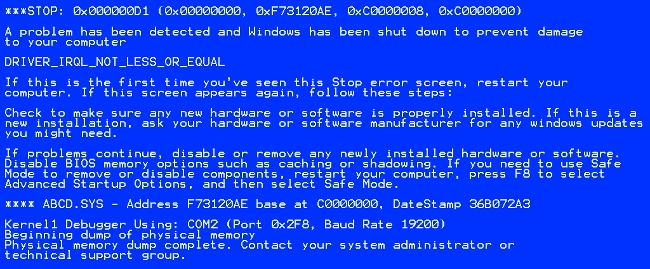 ***STOP: 0x000000D1 (0x00000000, 0xF73120AE, 0xC0000008, 0xC0000000)
A problem has been detected and Windows has been shut down to prevent damage
to your computer
DRIVER_IRQL_NOT_LESS_OR_EQUAL
If this is the first time you've seen this Stop error screen, restart your
computer. If this screen appears again, follow these steps:
Check to make sure any new hardware or software is properly installed. If this is a
new installation, ask your hardware or software manufacturer for any windows updates
you might need.
If problems continue, disable or remove any newly installed hardware or software.
Disable BIOS memory options such as caching or shadowing. If you need to use Safe
Mode to remove or disable components, restart your computer, press F8 to select
Advanced Startup Options, and then select Safe Mode.
**** ABCD.SYS - Address F73120AE base at C0000000, DateStamp 36B072A3
Kernel1 Debugger Using: COM2 (Port 0x2F8, Baud Rate 19200)
Beginning dump of physical memory
Physical memory dump complete. Contact your system administrator or
technical support group.